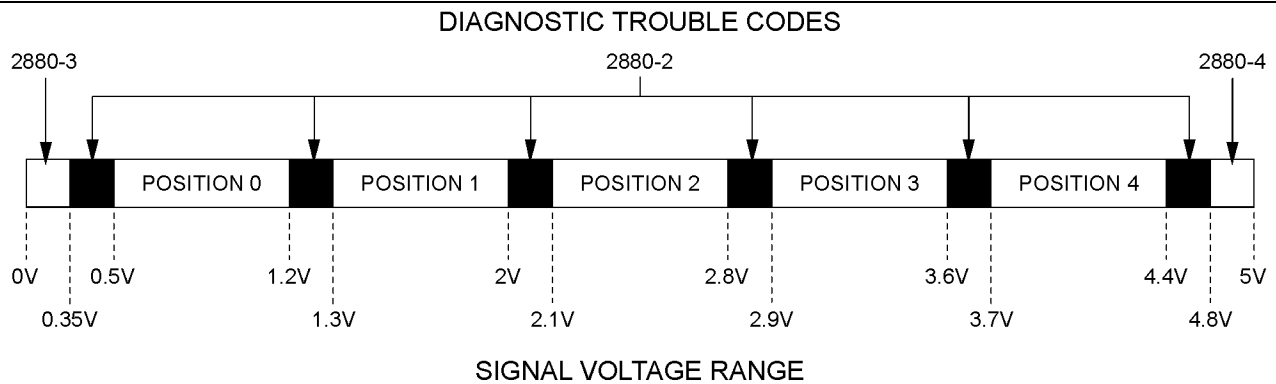 DIAGNOSTIC TROUBLE CODES
2880-3 2880-2 2880-4
POSITION 0 POSITION 1 POSITION 2 POSITION 3 POSITION 4
0V 0.5V 1.2V 2V 2.8V 3.6V 4.4V 5V
0.35V 1.3V 2.1V 2.9V 3.7V 4.8V
SIGNAL VOLTAGE RANGE